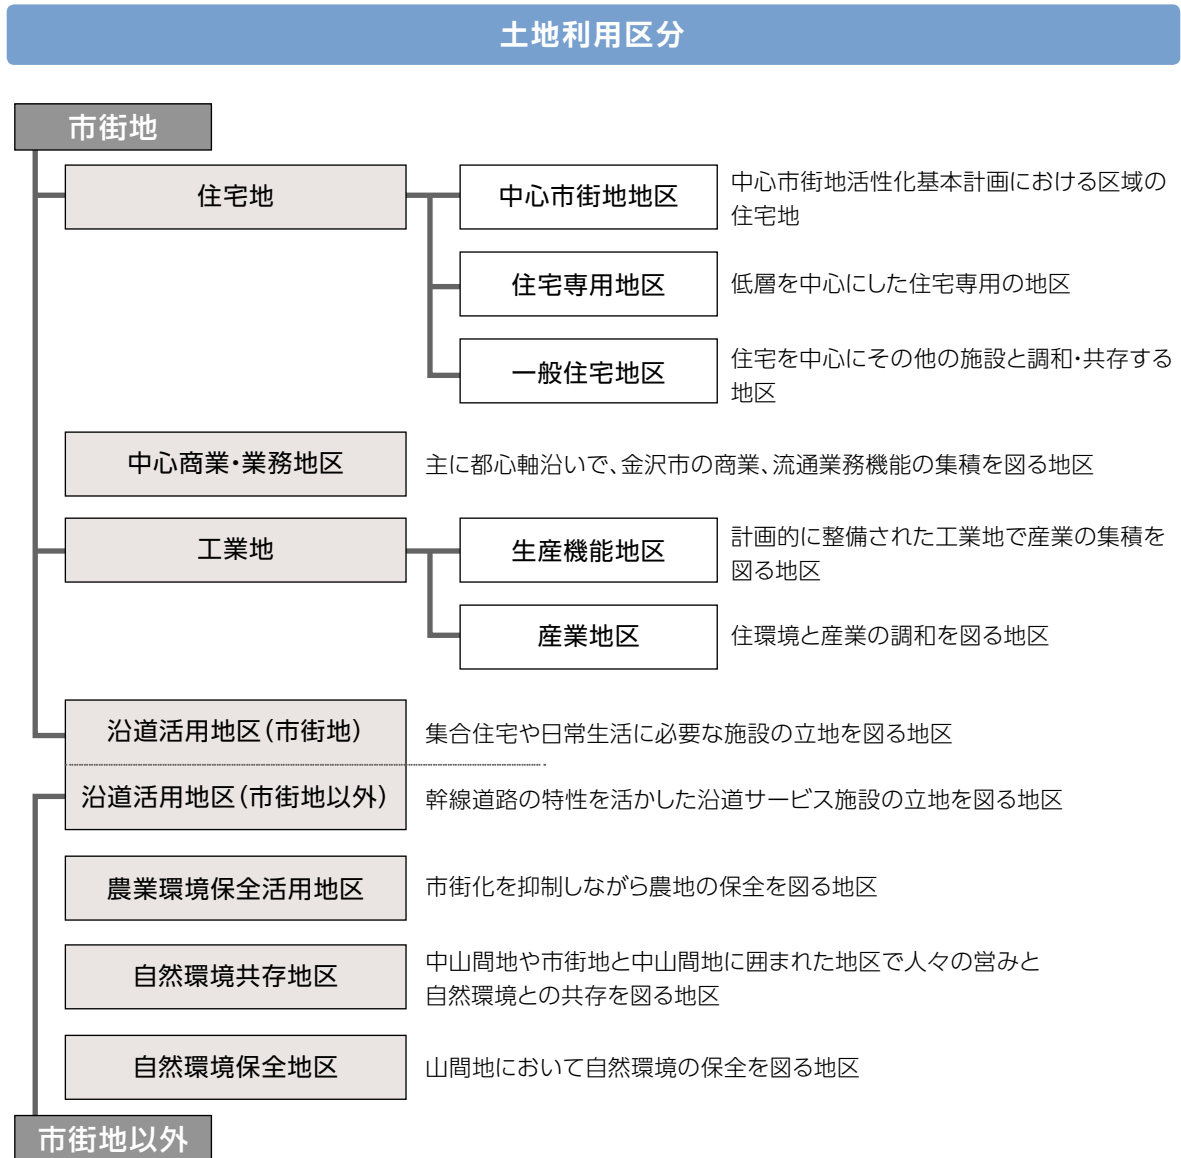 土地利用区分
市街地
住宅地
中心市街地地区
中心市街地活性化基本計画における区域の
住宅地
住宅専用地区
低層を中心にした住宅専用の地区
一般住宅地区
住宅を中心にその他の施設と調和・共存する
地区
中心商業・業務地区
主に都心軸沿いで、金沢市の商業、流通業務機能の集積を図る地区
工業地
生産機能地区
計画的に整備された工業地で産業の集積を
図る地区
産業地区
住環境と産業の調和を図る地区
沿道活用地区（市街地）
集合住宅や日常生活に必要な施設の立地を図る地区
沿道活用地区（市街地以外）
幹線道路の特性を活かした沿道サービス施設の立地を図る地区
農業環境保全活用地区
市街化を抑制しながら農地の保全を図る地区
自然環境共存地区
中山間地や市街地と中山間地に囲まれた地区で人々の営みと
自然環境との共存を図る地区
自然環境保全地区
山間地において自然環境の保全を図る地区
市街地以外